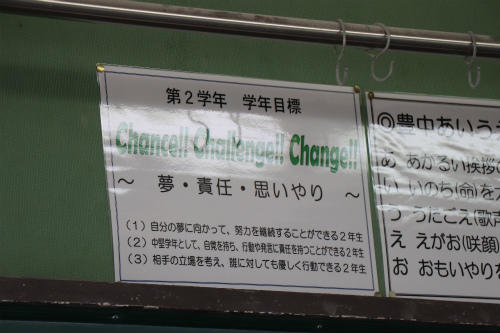 第2学年 学年目標
Chance!! Challenge!! Change!!
～ 夢・責任・思いやり ～
(1) 自分の夢に向かって、努力を継続することができる2年生
(2) 中堅学年として、自覚を持ち、行動や発言に責任を持つことができる2年生
(3) 相手の立場を考え、誰に対しても優しく行動できる2年生
◎豊中あいうえ
あ あかるい挨拶の
い いのち(命)を大
う うたごえ(歌声
え えがお(咲顔)
お おもいやりを